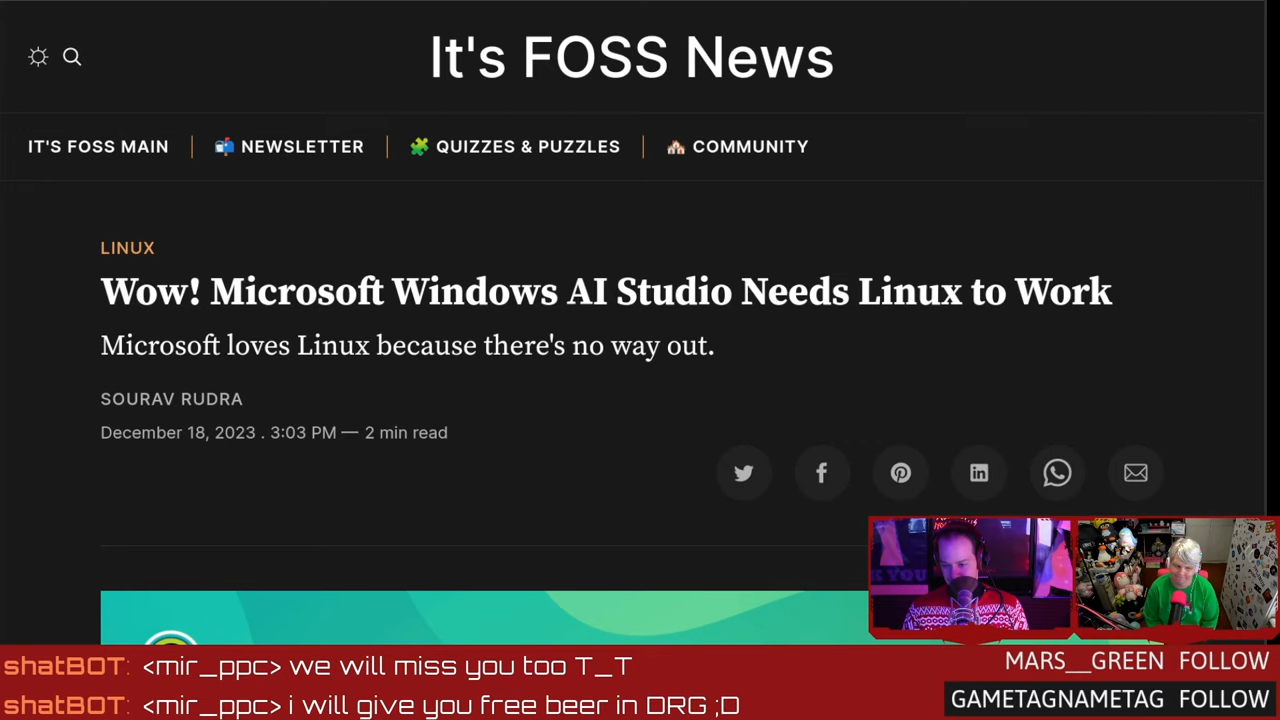 It's FOSS News
IT'S FOSS MAIN
NEWSLETTER
QUIZZES & PUZZLES
COMMUNITY
LINUX
Wow! Microsoft Windows AI Studio Needs Linux to Work
Microsoft loves Linux because there's no way out.
SOURAV RUDRA
December 18, 2023 . 3:03 PM — 2 min read
shatBOT: <mir_ppc> we will miss you too T_T
shatBOT: <mir_ppc> i will give you free beer in DRG ;D
MARS__GREEN FOLLOW
GAMETAGNAMETAG FOLLOW